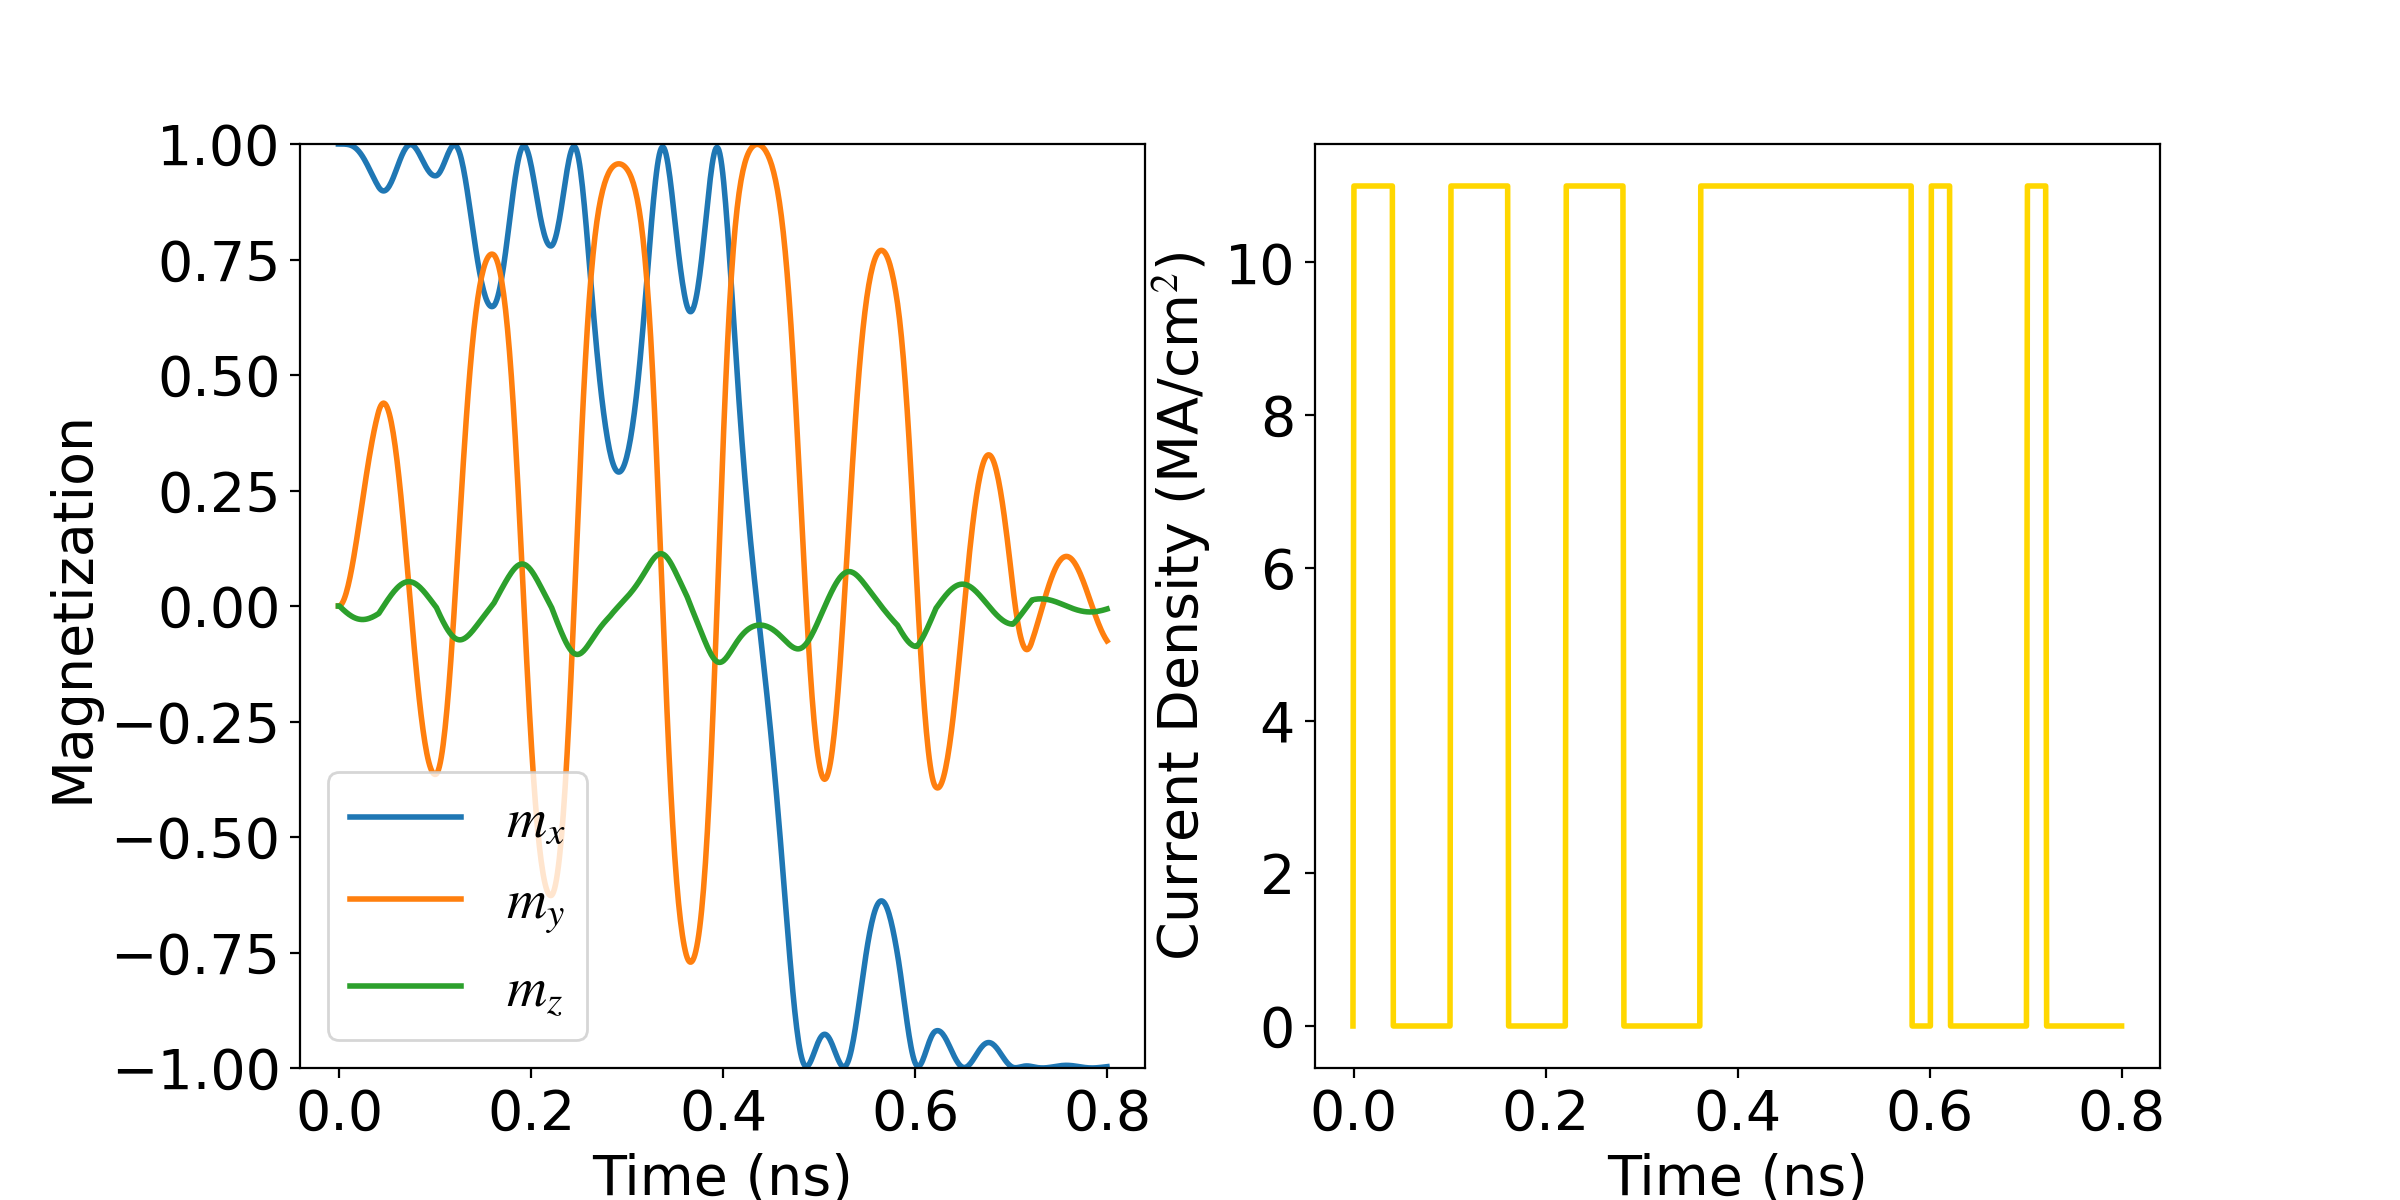 Magnetization
1.00
0.75
0.50
0.25
0.00
−0.25
−0.50
−0.75
−1.00
m_x
m_y
m_z
0.0 0.2 0.4 0.6 0.8
Time (ns)
Current Density (MA/cm²)
10
8
6
4
2
0
0.0 0.2 0.4 0.6 0.8
Time (ns)